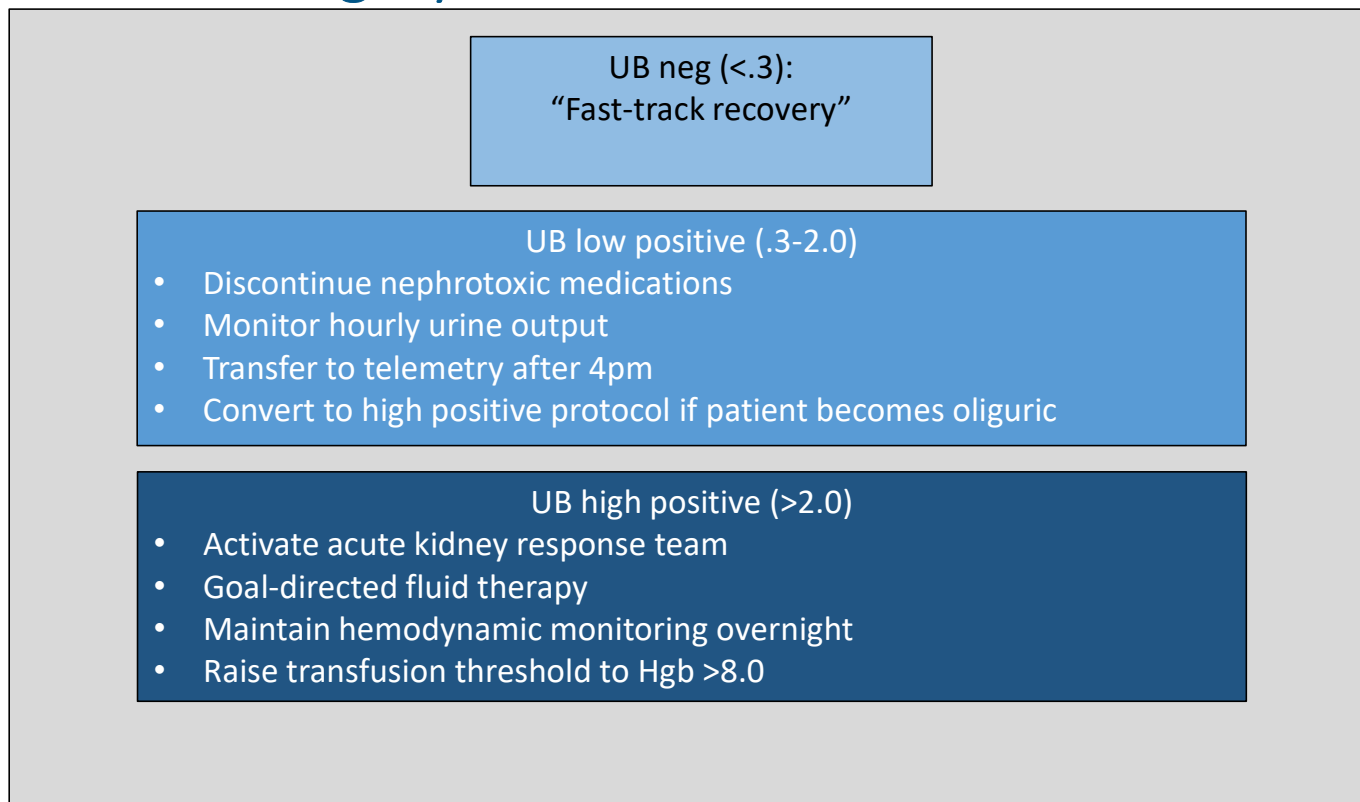 UB neg (<.3):
“Fast-track recovery”
UB low positive (.3-2.0)
• Discontinue nephrotoxic medications
• Monitor hourly urine output
• Transfer to telemetry after 4pm
• Convert to high positive protocol if patient becomes oliguric
UB high positive (>2.0)
• Activate acute kidney response team
• Goal-directed fluid therapy
• Maintain hemodynamic monitoring overnight
• Raise transfusion threshold to Hgb >8.0